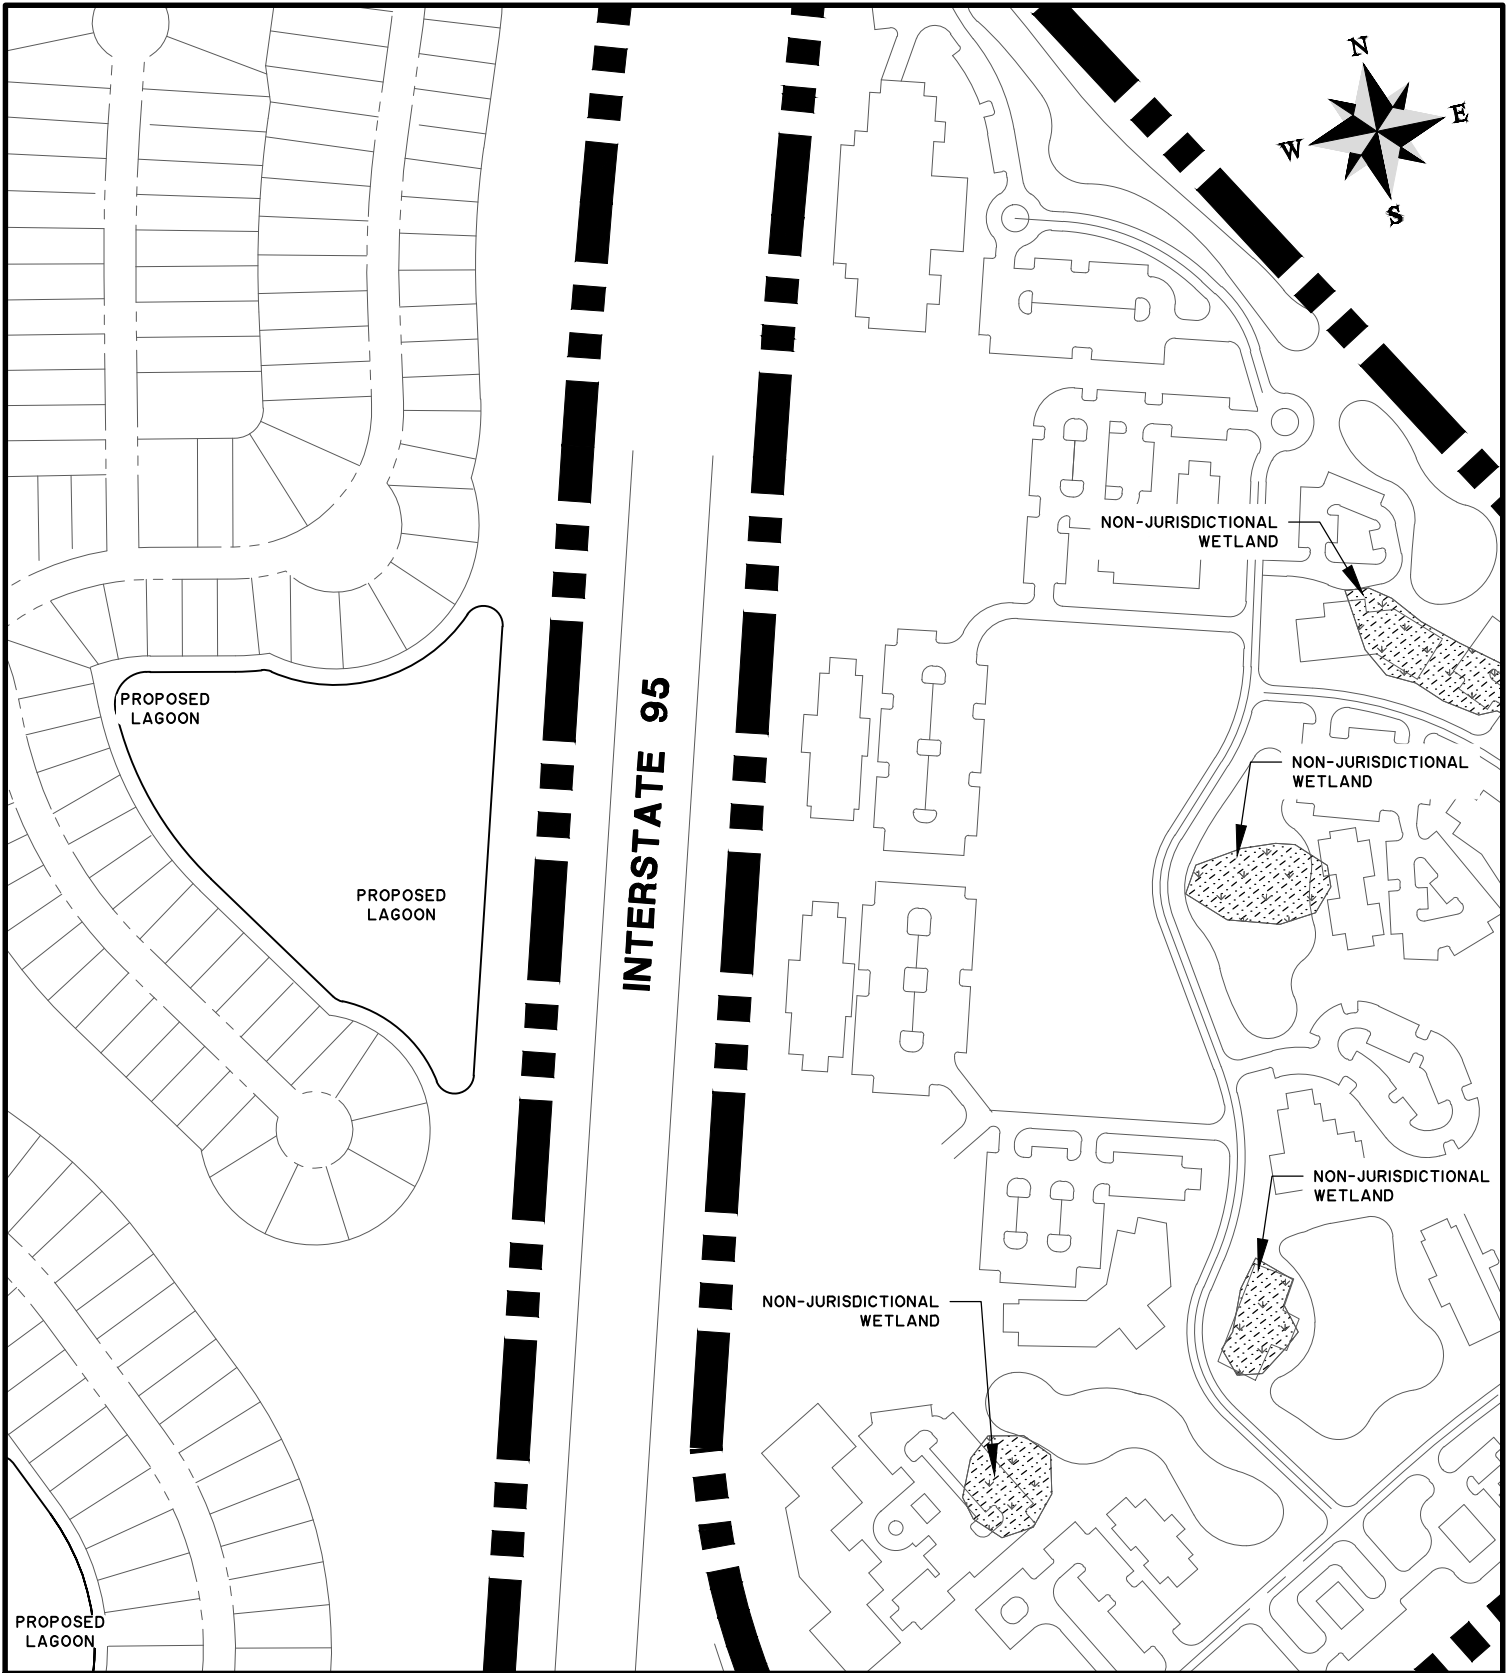 N
E
W
S
NON-JURISDICTIONAL
WETLAND
PROPOSED
LAGOON
INTERSTATE 95
NON-JURISDICTIONAL
WETLAND
PROPOSED
LAGOON
NON-JURISDICTIONAL
WETLAND
NON-JURISDICTIONAL
WETLAND
PROPOSED
LAGOON